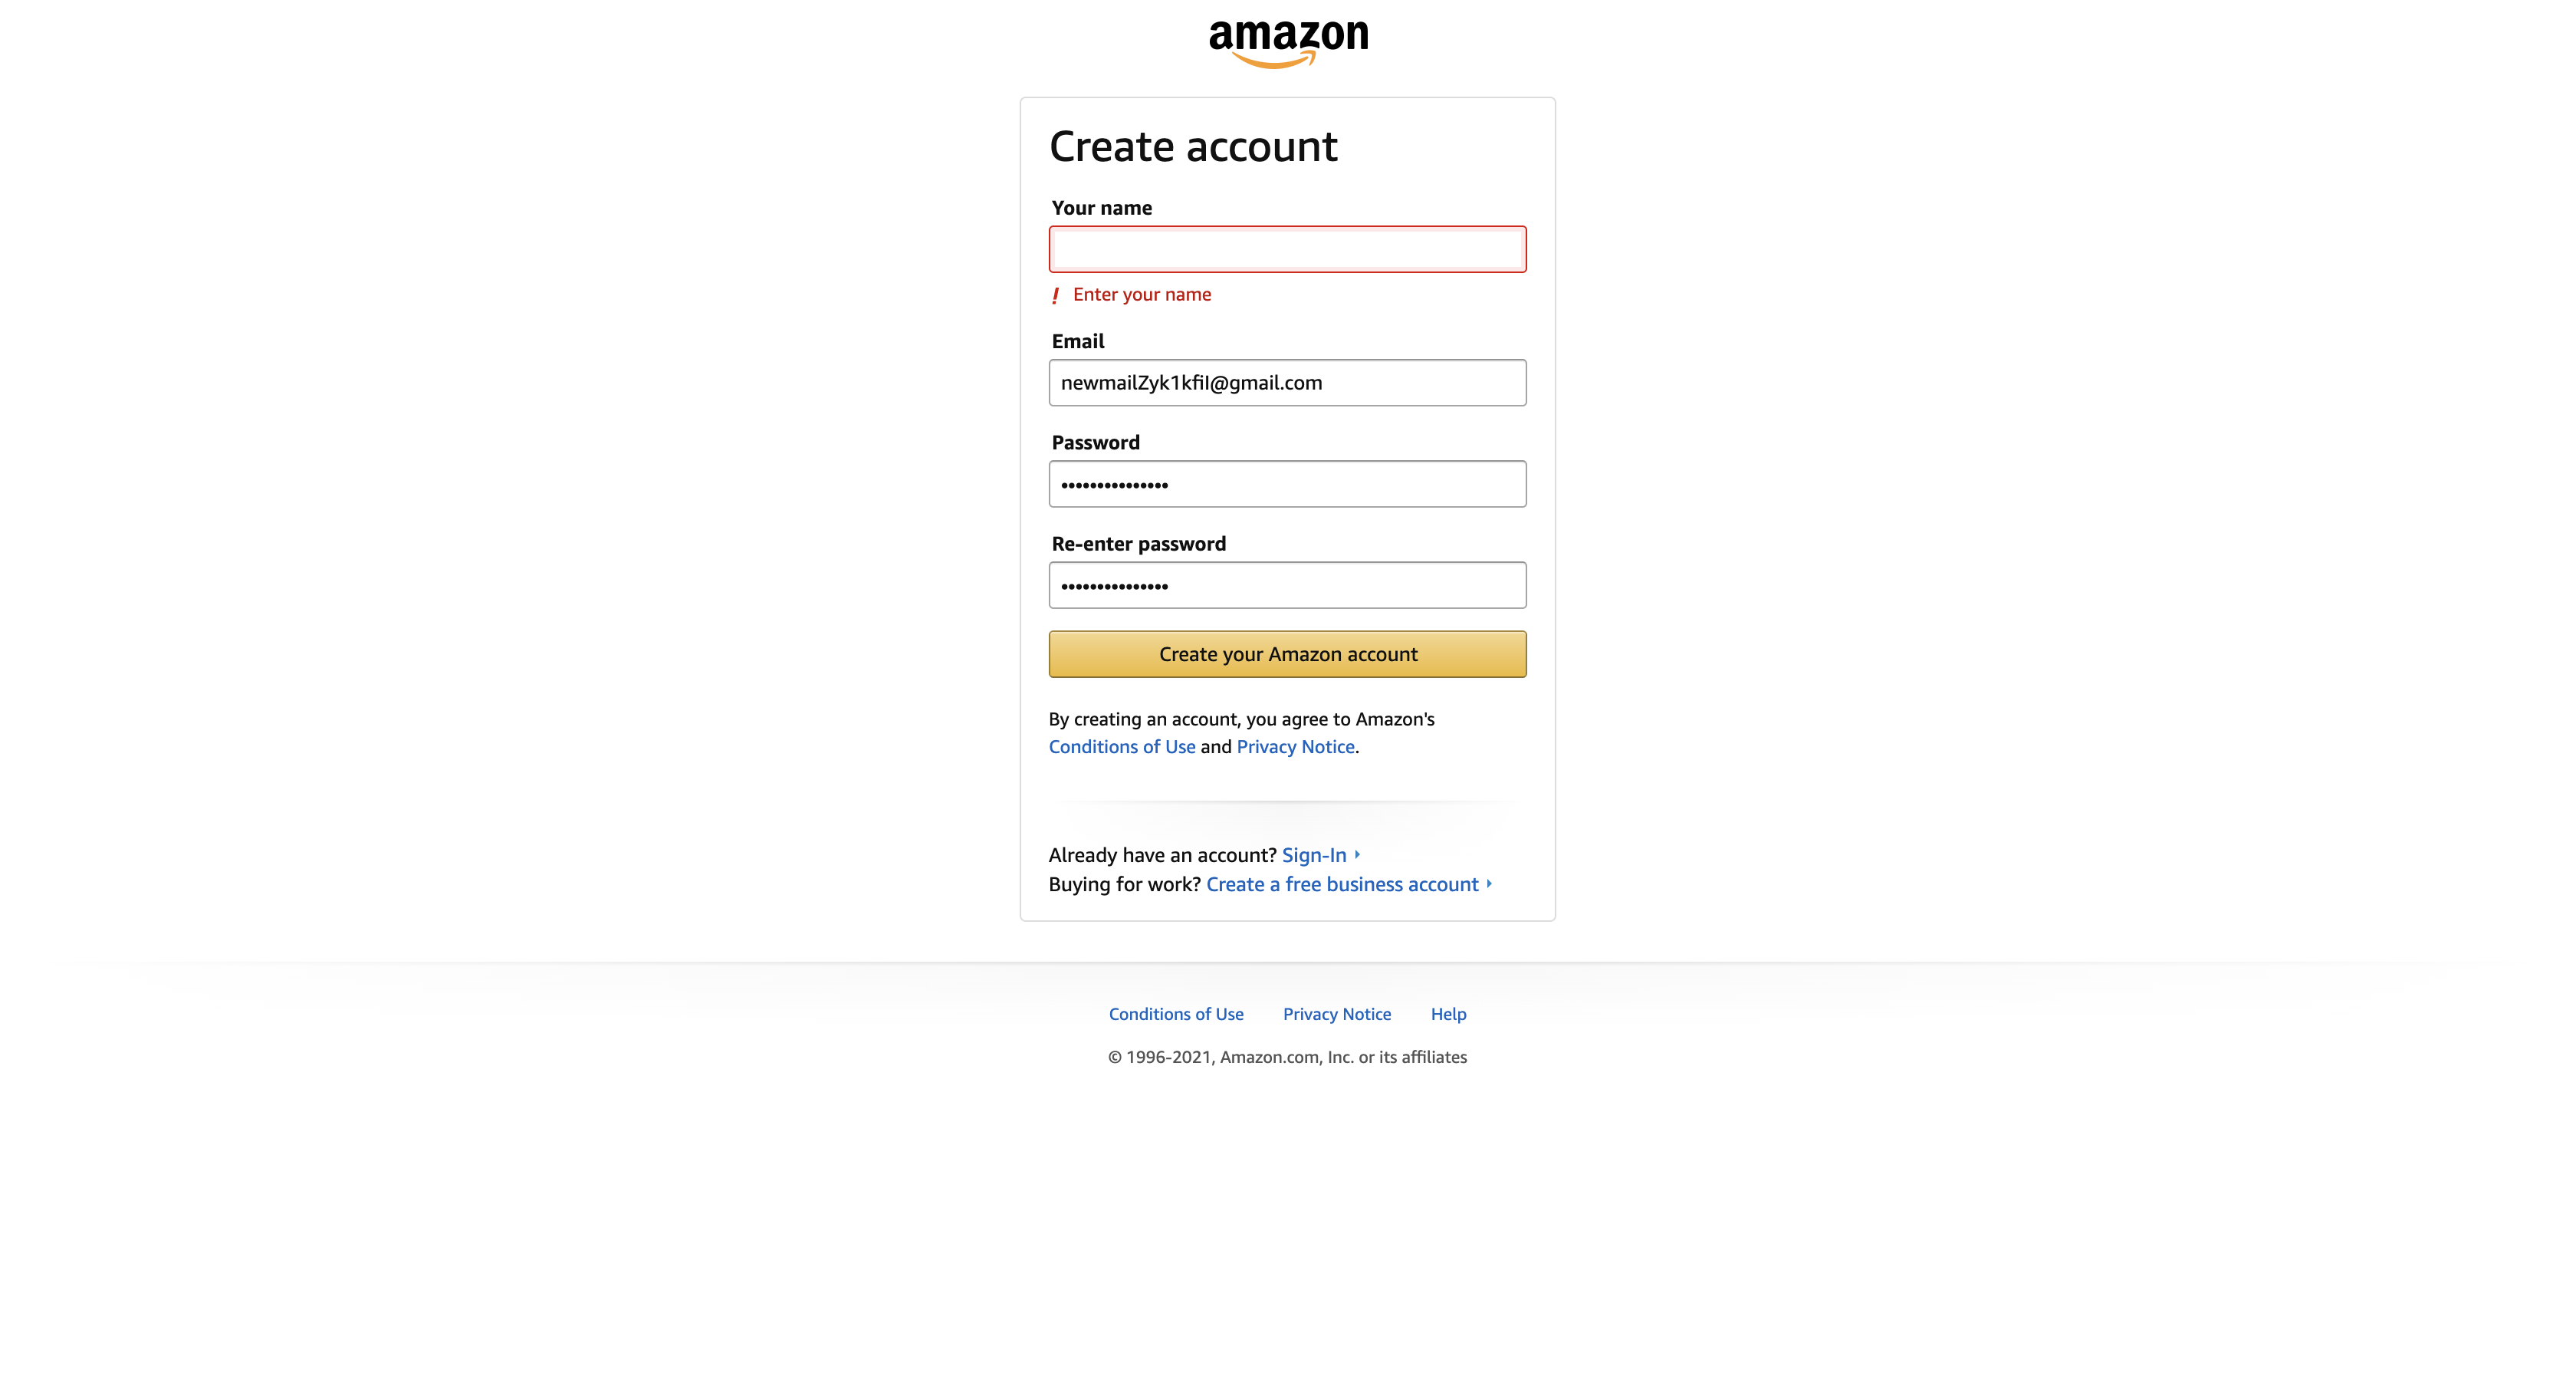 amazon
Create account
Your name
! Enter your name
Email
newmailZyk1kfiI@gmail.com
Password
•••••••••••••••
Re-enter password
•••••••••••••••
Create your Amazon account
By creating an account, you agree to Amazon's
Conditions of Use and Privacy Notice.
Already have an account? Sign-In
Buying for work? Create a free business account
Conditions of Use Privacy Notice Help
© 1996-2021, Amazon.com, Inc. or its affiliates